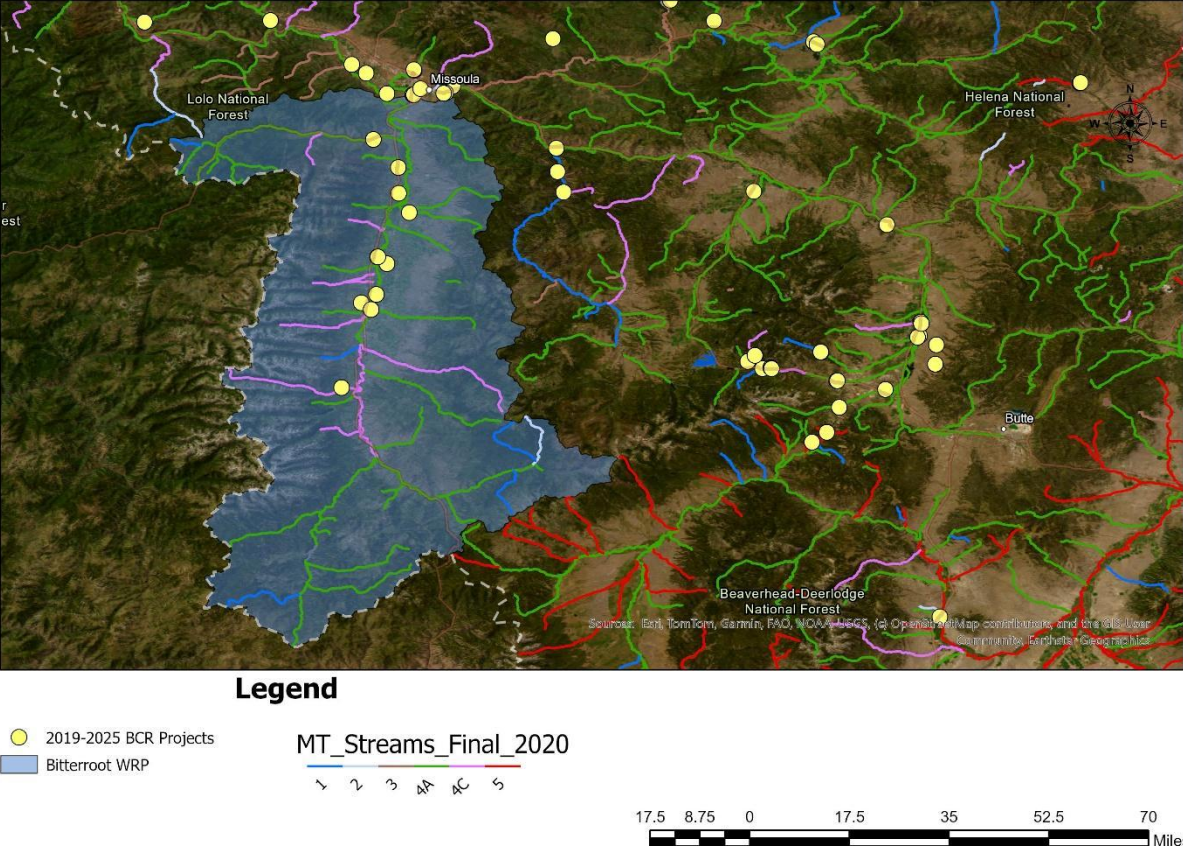 Missoula
Lolo National
Forest
Helena National
Forest
N
W
E
S
r
est
Butte
Beaverhead-Deerlodge
National Forest
Sources: Esri, TomTom, Garmin, FAO, NOAA, USGS, (c) OpenStreetMap contributors, and the GIS User
Community, Earthstar Geographics
Legend
2019-2025 BCR Projects
Bitterroot WRP
MT_Streams_Final_2020
1 2 3 4A 4C 5
17.5 8.75 0 17.5 35 52.5 70
Mile